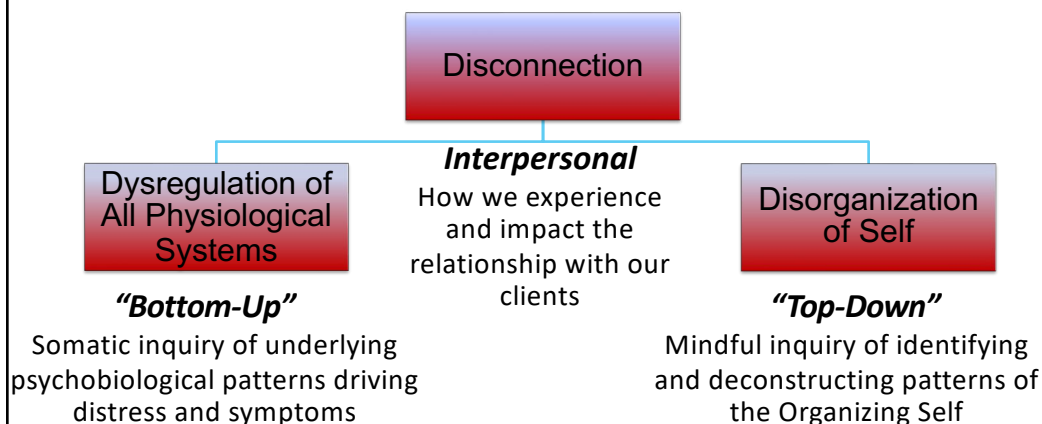 Disconnection
Dysregulation of
All Physiological
Systems
“Bottom-Up”
Somatic inquiry of underlying
psychobiological patterns driving
distress and symptoms
Interpersonal
How we experience
and impact the
relationship with our
clients
Disorganization
of Self
“Top-Down”
Mindful inquiry of identifying
and deconstructing patterns of
the Organizing Self